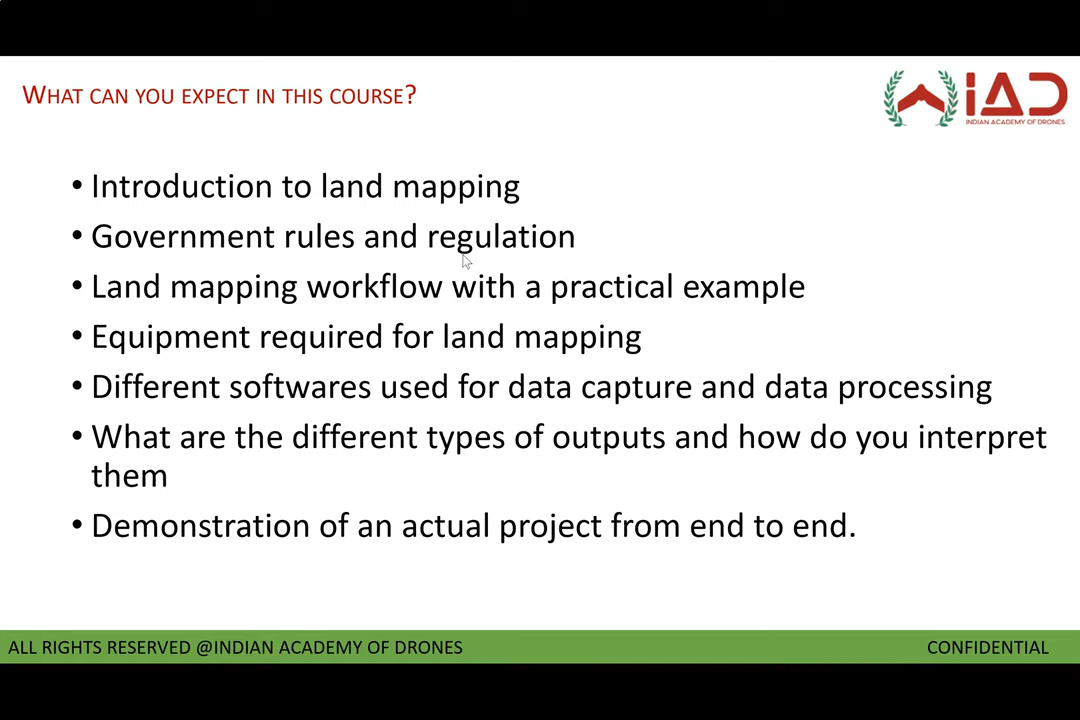 WHAT CAN YOU EXPECT IN THIS COURSE?
IAD
INDIAN ACADEMY OF DRONES
• Introduction to land mapping
• Government rules and regulation
• Land mapping workflow with a practical example
• Equipment required for land mapping
• Different softwares used for data capture and data processing
• What are the different types of outputs and how do you interpret
them
• Demonstration of an actual project from end to end.
ALL RIGHTS RESERVED @INDIAN ACADEMY OF DRONES
CONFIDENTIAL